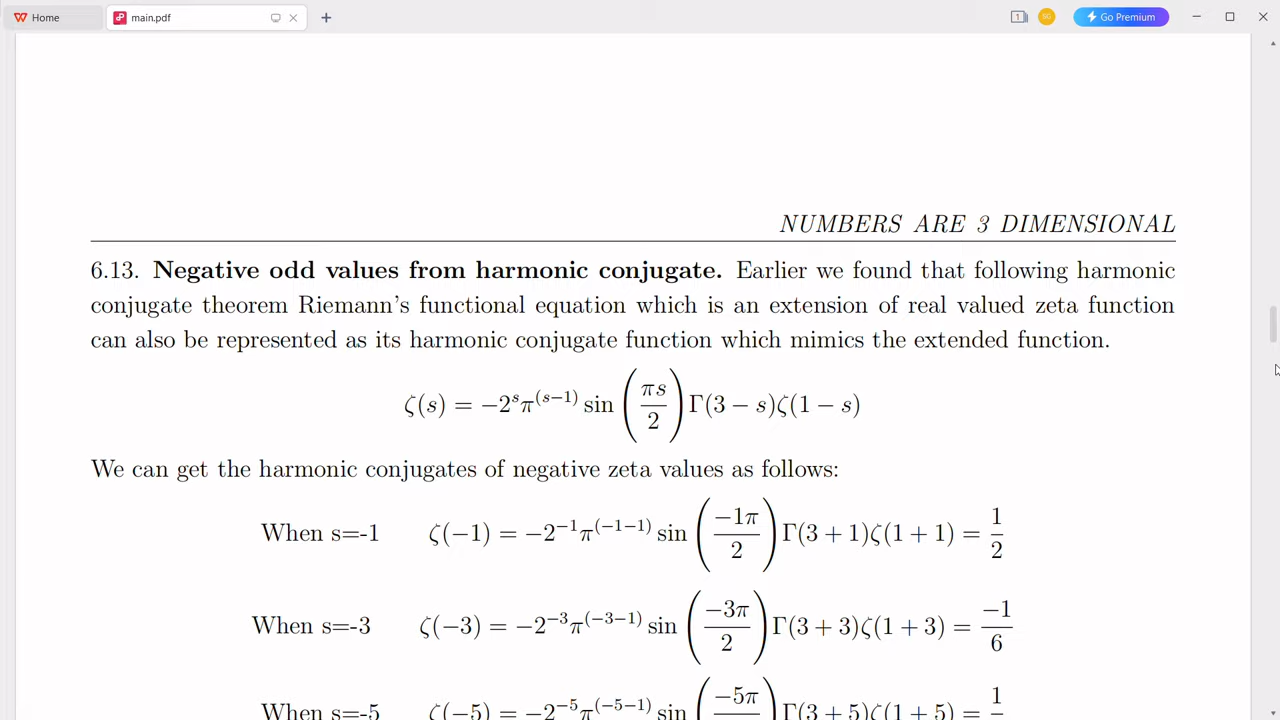 Home
main.pdf
1
SG
Go Premium
NUMBERS ARE 3 DIMENSIONAL
6.13. Negative odd values from harmonic conjugate. Earlier we found that following harmonic
conjugate theorem Riemann's functional equation which is an extension of real valued zeta function
can also be represented as its harmonic conjugate function which mimics the extended function.
ζ(s) = −2^s π^(s−1) sin(πs/2) Γ(3 − s)ζ(1 − s)
We can get the harmonic conjugates of negative zeta values as follows:
When s=-1 ζ(−1) = −2^−1 π^(−1−1) sin(−1π/2) Γ(3 + 1)ζ(1 + 1) = 1/2
When s=-3 ζ(−3) = −2^−3 π^(−3−1) sin(−3π/2) Γ(3 + 3)ζ(1 + 3) = −1/6
When s=-5 ζ(−5) = −2^−5 π^(−5−1) sin(−5π Γ(3 + 5)ζ(1 + 5) = 1